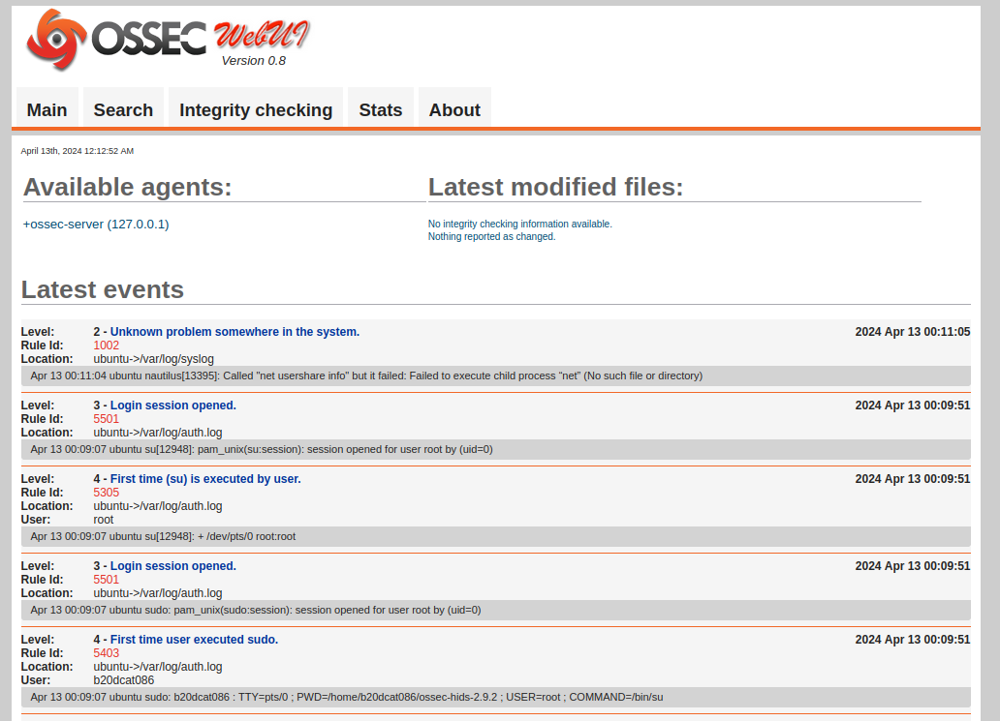 OSSEC WebUI
Version 0.8
Main Search Integrity checking Stats About
April 13th, 2024 12:12:52 AM
Available agents: Latest modified files:
+ossec-server (127.0.0.1) No integrity checking information available.
Nothing reported as changed.
Latest events
Level: 2 - Unknown problem somewhere in the system. 2024 Apr 13 00:11:05
Rule Id: 1002
Location: ubuntu->/var/log/syslog
Apr 13 00:11:04 ubuntu nautilus[13395]: Called "net usershare info" but it failed: Failed to execute child process “net” (No such file or directory)
Level: 3 - Login session opened. 2024 Apr 13 00:09:51
Rule Id: 5501
Location: ubuntu->/var/log/auth.log
Apr 13 00:09:07 ubuntu su[12948]: pam_unix(su:session): session opened for user root by (uid=0)
Level: 4 - First time (su) is executed by user. 2024 Apr 13 00:09:51
Rule Id: 5305
Location: ubuntu->/var/log/auth.log
User: root
Apr 13 00:09:07 ubuntu su[12948]: + /dev/pts/0 root:root
Level: 3 - Login session opened. 2024 Apr 13 00:09:51
Rule Id: 5501
Location: ubuntu->/var/log/auth.log
Apr 13 00:09:07 ubuntu sudo: pam_unix(sudo:session): session opened for user root by (uid=0)
Level: 4 - First time user executed sudo. 2024 Apr 13 00:09:51
Rule Id: 5403
Location: ubuntu->/var/log/auth.log
User: b20dcat086
Apr 13 00:09:07 ubuntu sudo: b20dcat086 : TTY=pts/0 ; PWD=/home/b20dcat086/ossec-hids-2.9.2 ; USER=root ; COMMAND=/bin/su